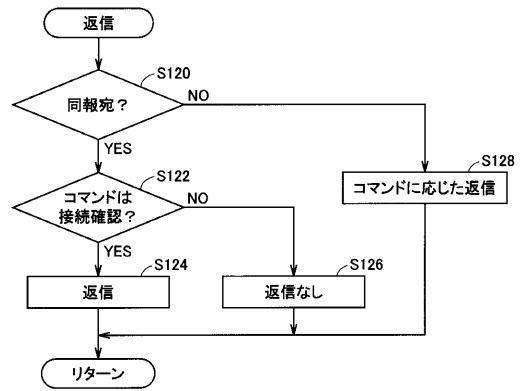 返信
S120
同報宛？
NO
YES
S128
コマンドに応じた返信
S122
コマンドは
接続確認？
NO
YES
S124
返信
S126
返信なし
リターン